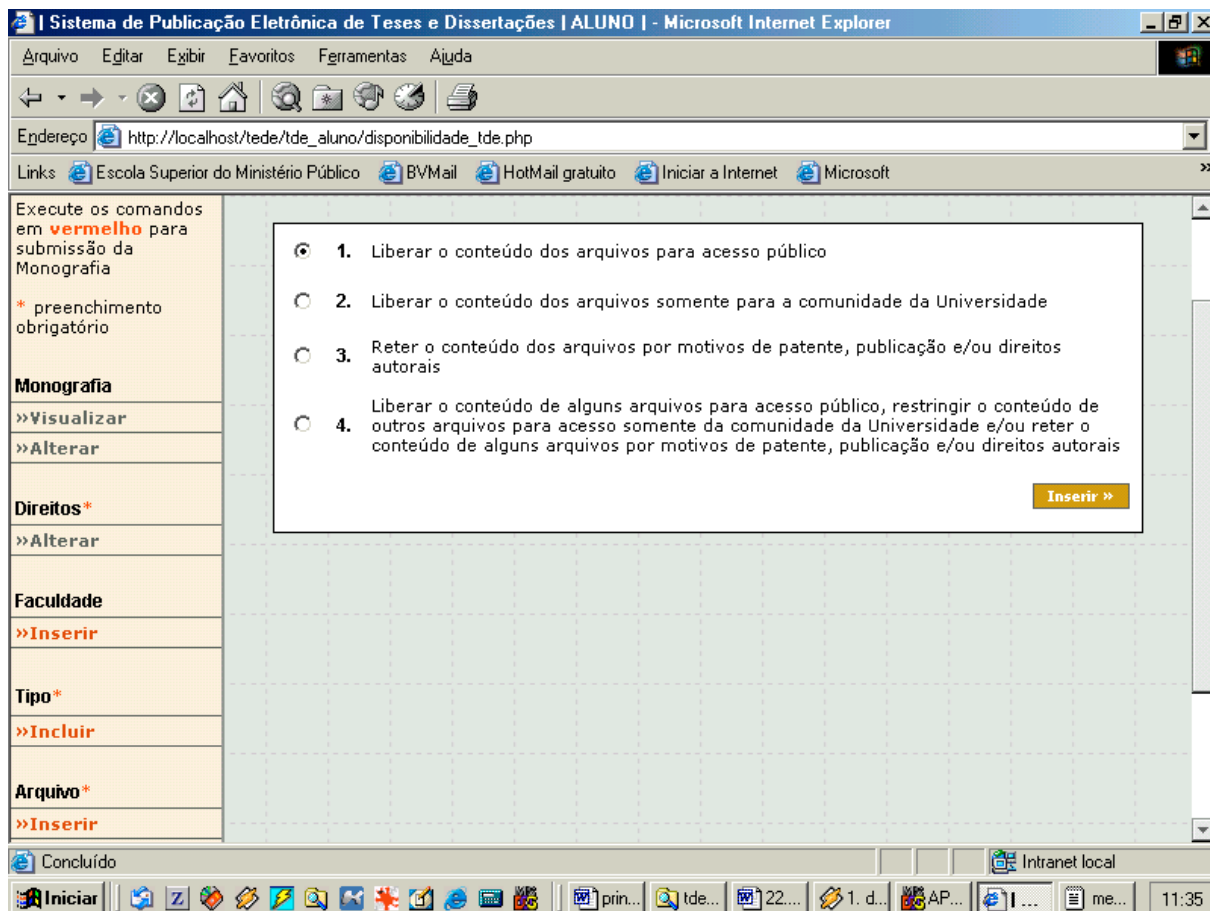 | Sistema de Publicação Eletrônica de Teses e Dissertações | ALUNO | - Microsoft Internet Explorer
Arquivo Editar Exibir Favoritos Ferramentas Ajuda
Endereço http://localhost/tede/tde_aluno/disponibilidade_tde.php
Links Escola Superior do Ministério Público BVMail HotMail gratuito Iniciar a Internet Microsoft »
Execute os comandos
em vermelho para
submissão da
Monografia
* preenchimento
obrigatório
Monografia
»Visualizar
»Alterar
Direitos*
»Alterar
Faculdade
»Inserir
Tipo*
»Incluir
Arquivo*
»Inserir
1. Liberar o conteúdo dos arquivos para acesso público
2. Liberar o conteúdo dos arquivos somente para a comunidade da Universidade
3. Reter o conteúdo dos arquivos por motivos de patente, publicação e/ou direitos
autorais
4. Liberar o conteúdo de alguns arquivos para acesso público, restringir o conteúdo de
outros arquivos para acesso somente da comunidade da Universidade e/ou reter o
conteúdo de alguns arquivos por motivos de patente, publicação e/ou direitos autorais
Inserir »
Concluído Intranet local
Iniciar prin... tde... 22.... 1. d... AP... | ... me... 11:35